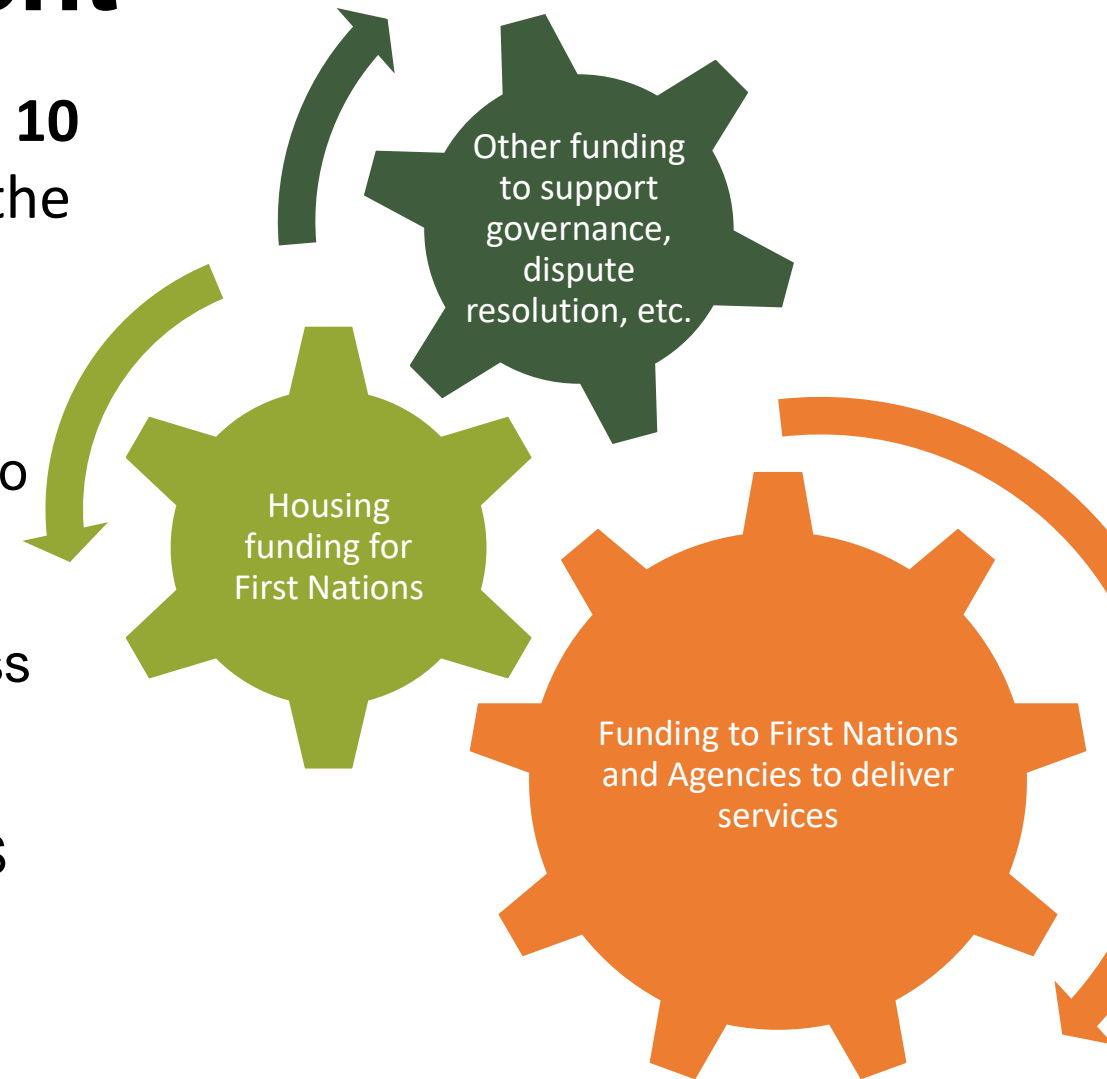 10
the
Other funding
to support
governance,
dispute
resolution, etc.
Housing
funding for
First Nations
Funding to First Nations
and Agencies to deliver
services